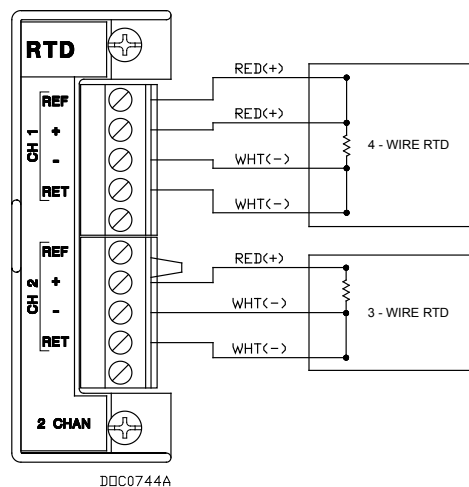 RTD
REF
+
-
RET
CH 1
REF
+
-
RET
CH 2
2 CHAN
RED(+)
RED(+)
WHT(-)
WHT(-)
4 - WIRE RTD
RED(+)
WHT(-)
WHT(-)
3 - WIRE RTD
DOC0744A